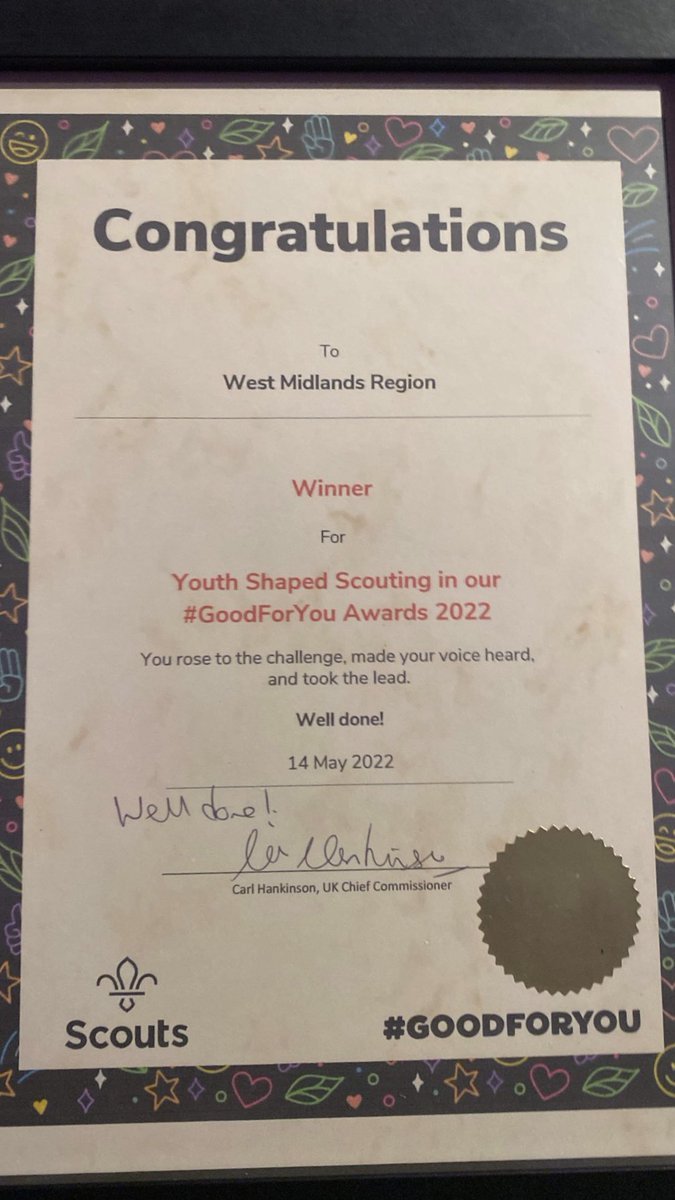 Congratulations
To
West Midlands Region
Winner
For
Youth Shaped Scouting in our
#GoodForYou Awards 2022
You rose to the challenge, made your voice heard,
and took the lead.
Well done!
14 May 2022
Well done!
Carl Hankinson
Carl Hankinson, UK Chief Commissioner
Scouts
#GOODFORYOU